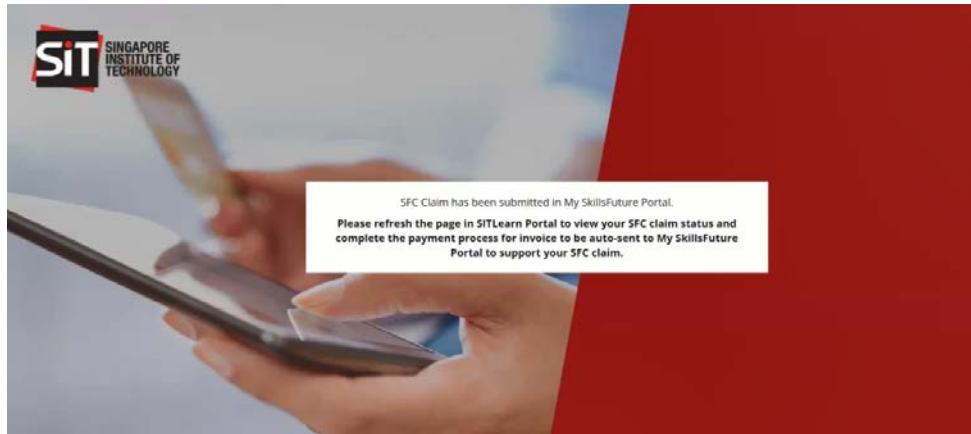 SiT
SINGAPORE
INSTITUTE OF
TECHNOLOGY
SFC Claim has been submitted in My SkillsFuture Portal.
Please refresh the page in SITLearn Portal to view your SFC claim status and
complete the payment process for invoice to be auto-sent to My SkillsFuture
Portal to support your SFC claim.